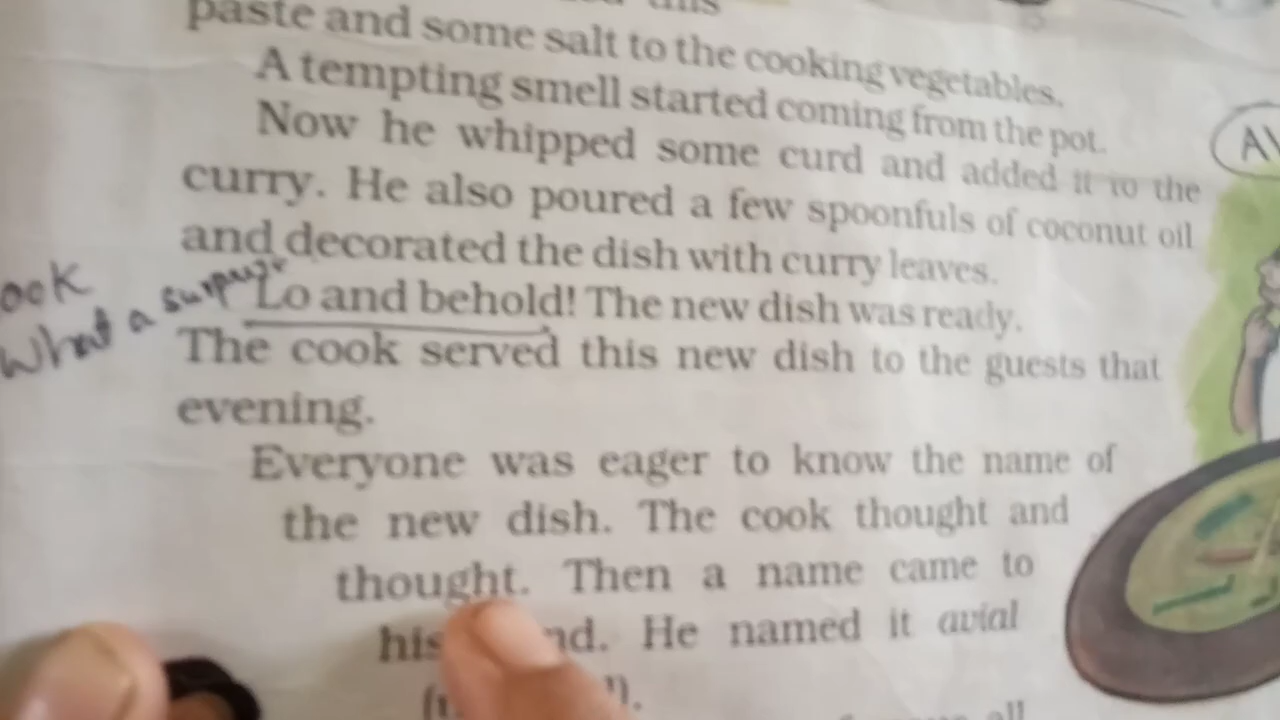 this
paste and some salt to the cooking vegetables.
A tempting smell started coming from the pot.
Now he whipped some curd and added it to the
curry. He also poured a few spoonfuls of coconut oil
and decorated the dish with curry leaves.
Lo and behold! The new dish was ready.
ook
What a surprise
The cook served this new dish to the guests that
evening.
Everyone was eager to know the name of
the new dish. The cook thought and
thought. Then a name came to
his nd. He named it avial
all